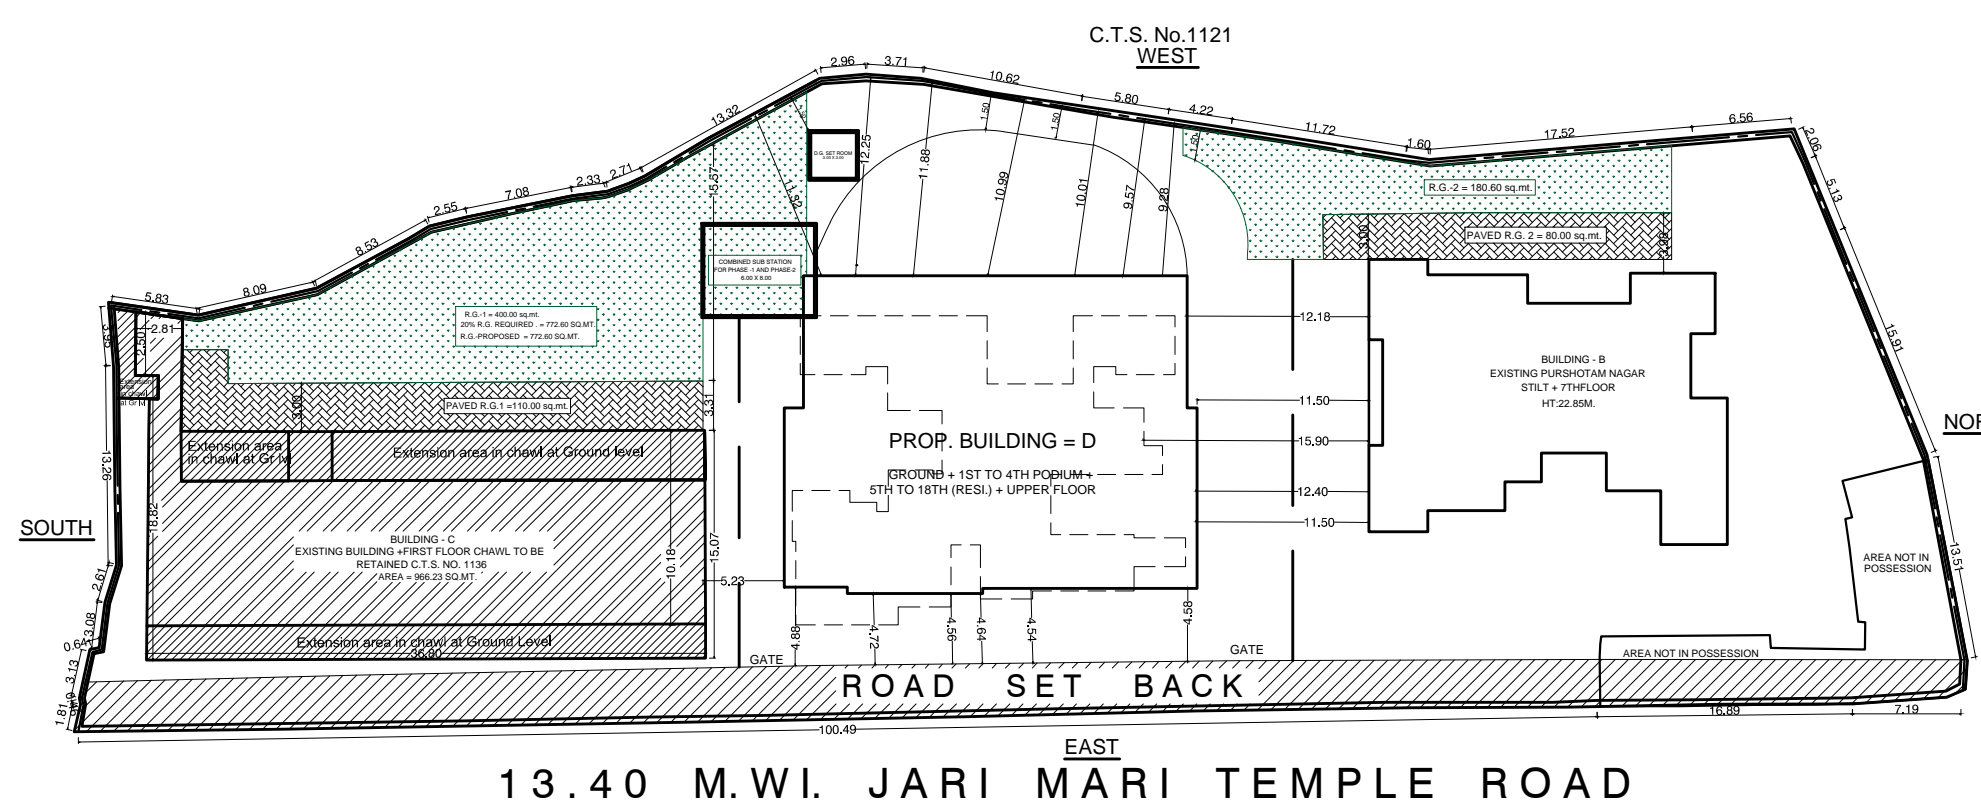 C.T.S. No.1121
WEST
2.96
3.71
10.62
5.80
4.22
11.72
1.60
17.52
6.56
2.06
5.13
15.91
13.51
13.32
2.71
2.33
7.08
2.55
8.53
8.09
5.83
1.50
1.50
1.50
12.25
11.88
10.99
10.01
9.57
9.28
11.32
15.57
D.G. SET ROOM
3.00 X 3.00
COMBINED SUB STATION
FOR PHASE -1 AND PHASE-2
6.00 X 8.00
R.G.-1 = 400.00 sq.mt.
20% R.G. REQUIRED . = 772.60 SQ.MT.
R.G.-PROPOSED = 772.60 SQ.MT.
R.G.-2 = 180.60 sq.mt.
PAVED R.G. 2 = 80.00 sq.mt.
3.00
PAVED R.G.1 =110.00 sq.mt.
3.00
3.31
2.81
2.50
Extension
area
in chawl
at Gr lvl
Extension area
in chawl at Gr lvl
Extension area in chawl at Ground level
12.18
11.50
15.90
12.40
11.50
BUILDING - B
EXISTING PURSHOTAM NAGAR
STILT + 7THFLOOR
HT:22.85M.
NOR
PROP. BUILDING = D
GROUND + 1ST TO 4TH PODIUM +
5TH TO 18TH (RESI.) + UPPER FLOOR
SOUTH
13.26
18.82
BUILDING - C
EXISTING BUILDING +FIRST FLOOR CHAWL TO BE
RETAINED C.T.S. NO. 1136
AREA = 966.23 SQ.MT.
10.18
15.07
5.23
Extension area in chawl at Ground Level
36.80
2.61
3.08
0.64
3.13
1.81
4.88
4.72
4.56
4.64
4.54
4.58
GATE
GATE
AREA NOT IN
POSSESSION
AREA NOT IN POSSESSION
ROAD SET BACK
100.49
16.89
7.19
EAST
13.40 M.WI. JARI MARI TEMPLE ROAD